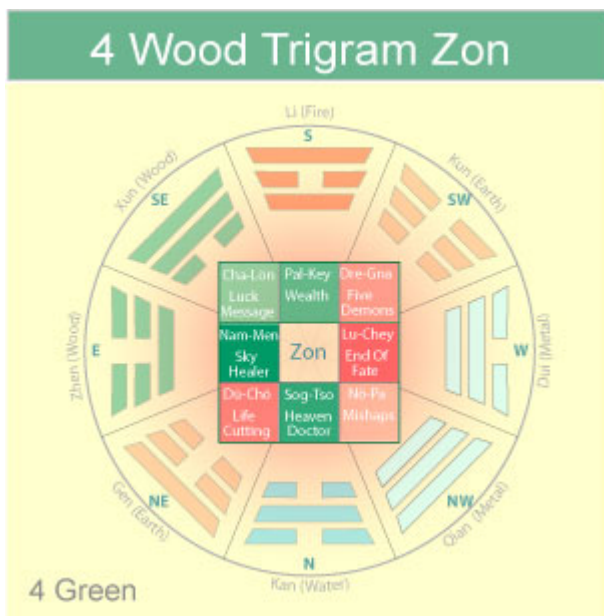 4 Wood Trigram Zon
Li (Fire)
S
Xun (Wood)
SE
Kun (Earth)
SW
Cha-Lon
Luck
Message
Pal-Key
Wealth
Dre-Gna
Five
Demons
Zhen (Wood)
E
Nam-Men
Sky
Healer
Zon
Lu-Chey
End Of
Fate
W
Dui (Metal)
Du-Cho
Life
Cutting
Sog-Tso
Heaven
Doctor
No-Pa
Mishaps
Gen (Earth)
NE
N
Kan (Water)
NW
Qian (Metal)
4 Green